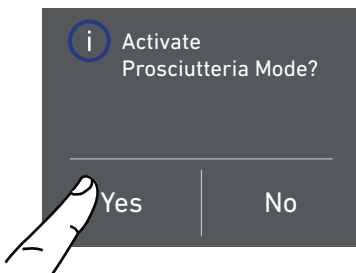 i Activate
Prosciutteria Mode?
Yes No